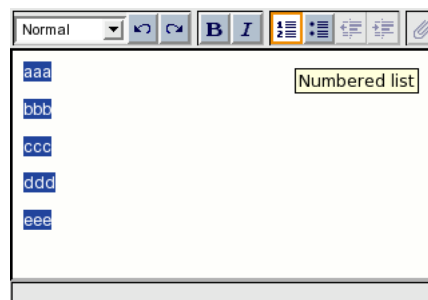 Normal B I
Numbered list
aaa
bbb
ccc
ddd
eee